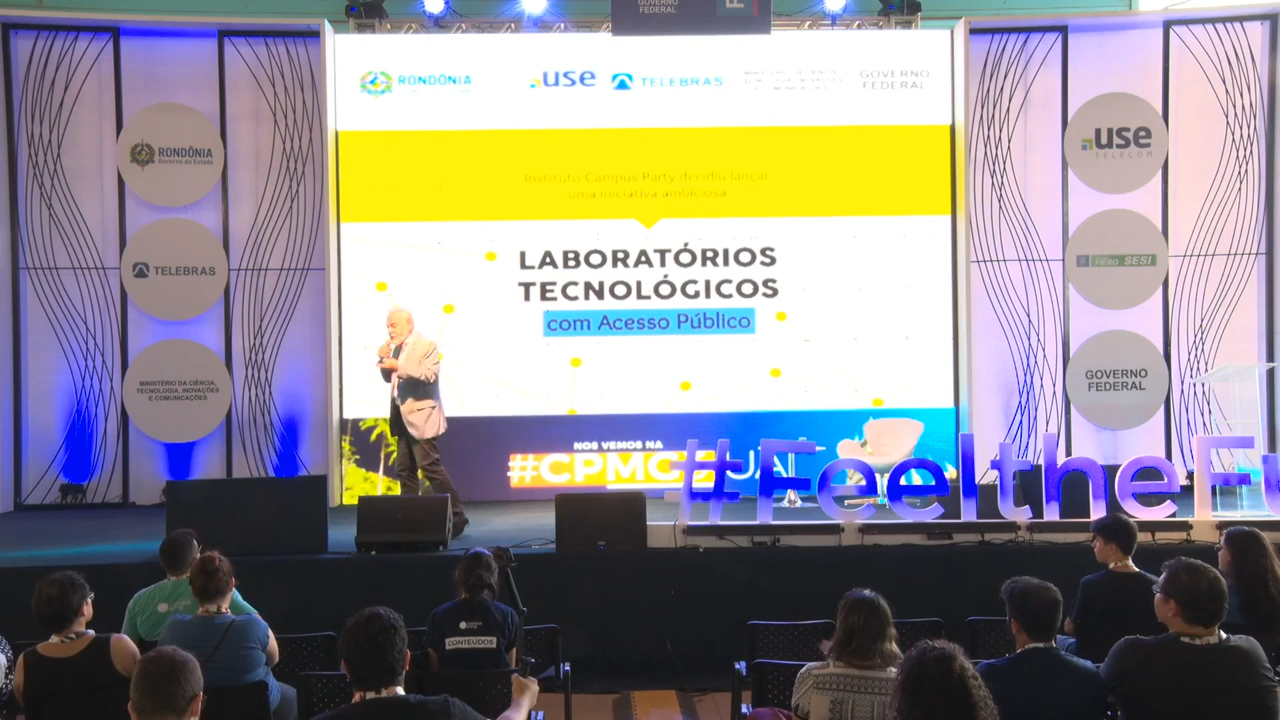 GOVERNO
FEDERAL
RONDÔNIA
use
TELEBRAS
GOVERNO
FEDERAL
Instituto Campus Party decidiu lançar
uma iniciativa ambiciosa
LABORATÓRIOS
TECNOLÓGICOS
com Acesso Público
NOS VEMOS NA
#CPMG
RONDÔNIA
Governo do Estado
TELEBRAS
MINISTÉRIO DA CIÊNCIA,
TECNOLOGIA, INOVAÇÕES
E COMUNICAÇÕES
use
TELECOM
FIERO SESI
GOVERNO
FEDERAL
#FeeltheFu
CONTEÚDOS